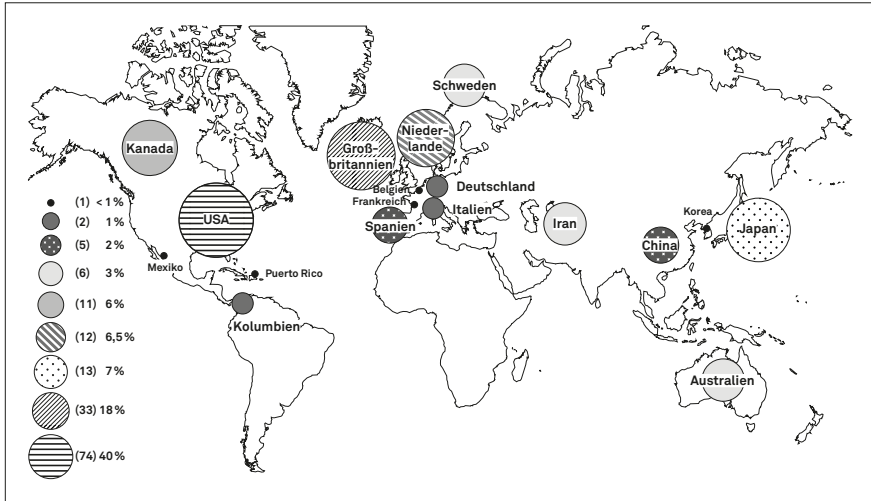 Schweden
Kanada
Groß-
britannien
Nieder-
lande
Belgien
Deutschland
Frankreich
Italien
USA
Spanien
Iran
Korea
China
Japan
Mexiko
Puerto Rico
Kolumbien
Australien
(1) < 1 %
(2) 1 %
(5) 2 %
(6) 3 %
(11) 6 %
(12) 6,5 %
(13) 7 %
(33) 18 %
(74) 40 %